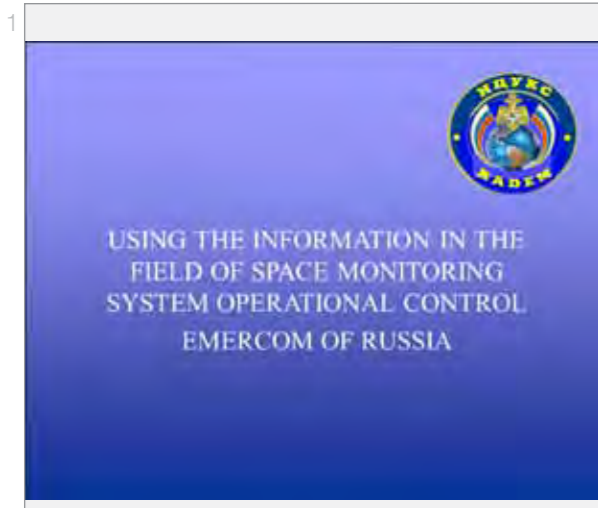 1
НЦУКС
USING THE INFORMATION IN THE
FIELD OF SPACE MONITORING
SYSTEM OPERATIONAL CONTROL
EMERCOM OF RUSSIA